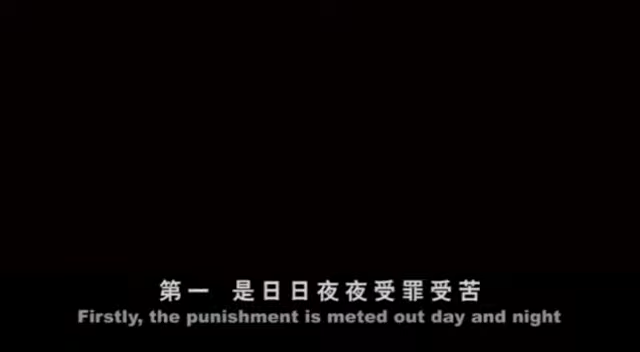 第一 是日日夜夜受罪受苦
Firstly, the punishment is meted out day and night